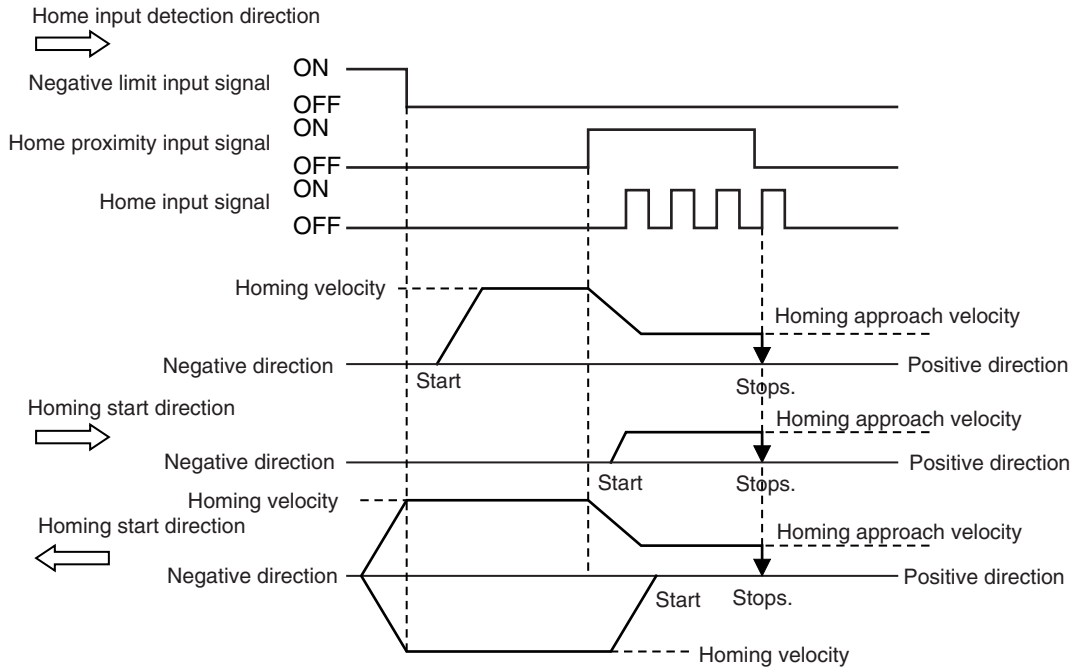 Home input detection direction
Negative limit input signal
ON
OFF
Home proximity input signal
ON
OFF
Home input signal
ON
OFF
Homing velocity
Homing approach velocity
Negative direction
Positive direction
Start
Stops.
Homing start direction
Homing approach velocity
Negative direction
Positive direction
Start
Stops.
Homing velocity
Homing start direction
Homing approach velocity
Negative direction
Positive direction
Start
Stops.
Homing velocity